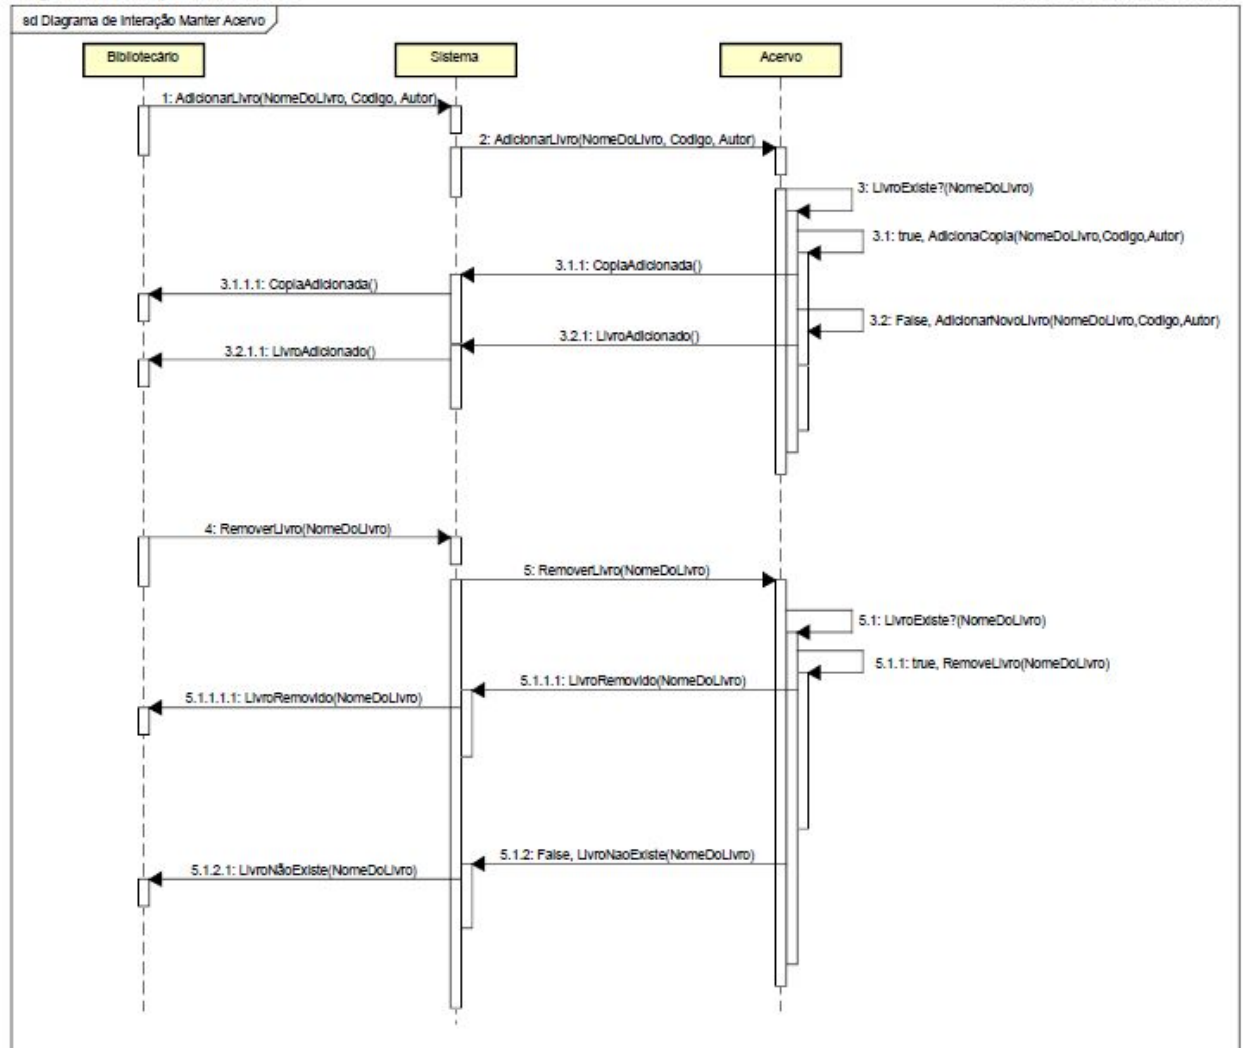 sd Diagrama de Interação Manter Acervo
Bibliotecário
Sistema
Acervo
1: AdicionarLivro(NomeDoLivro, Codigo, Autor)
2: AdicionarLivro(NomeDoLivro, Codigo, Autor)
3: LivroExiste?(NomeDoLivro)
3.1: true, AdicionaCopia(NomeDoLivro,Codigo,Autor)
3.1.1: CopiaAdicionada()
3.1.1.1: CopiaAdicionada()
3.2: False, AdicionarNovoLivro(NomeDoLivro,Codigo,Autor)
3.2.1: LivroAdicionado()
3.2.1.1: LivroAdicionado()
4: RemoverLivro(NomeDoLivro)
5: RemoverLivro(NomeDoLivro)
5.1: LivroExiste?(NomeDoLivro)
5.1.1: true, RemoveLivro(NomeDoLivro)
5.1.1.1: LivroRemovido(NomeDoLivro)
5.1.1.1.1: LivroRemovido(NomeDoLivro)
5.1.2: False, LivroNaoExiste(NomeDoLivro)
5.1.2.1: LivroNãoExiste(NomeDoLivro)